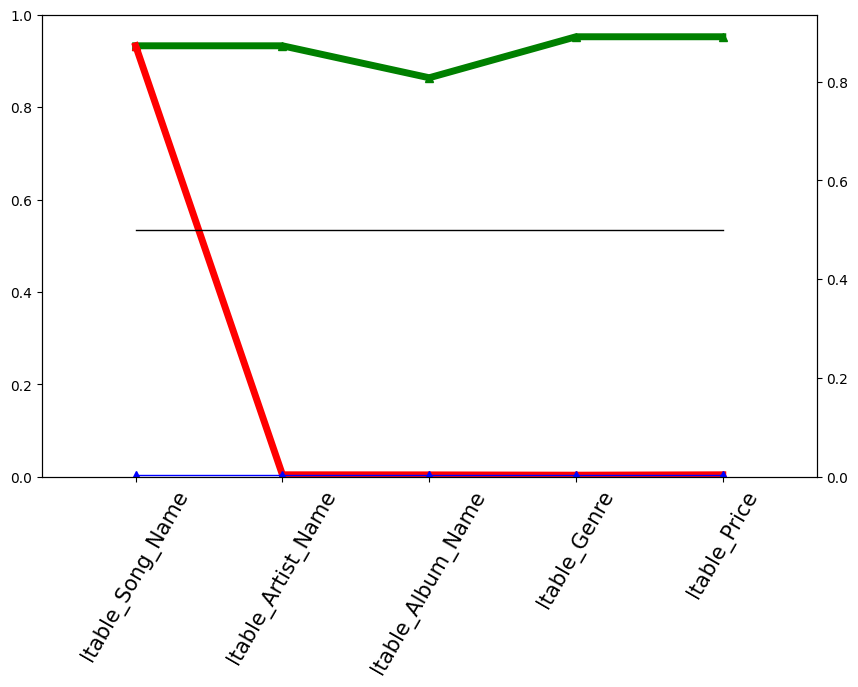 1.0
0.8
0.6
0.4
0.2
0.0
0.8
0.6
0.4
0.2
0.0
ltable_Song_Name
ltable_Artist_Name
ltable_Album_Name
ltable_Genre
ltable_Price